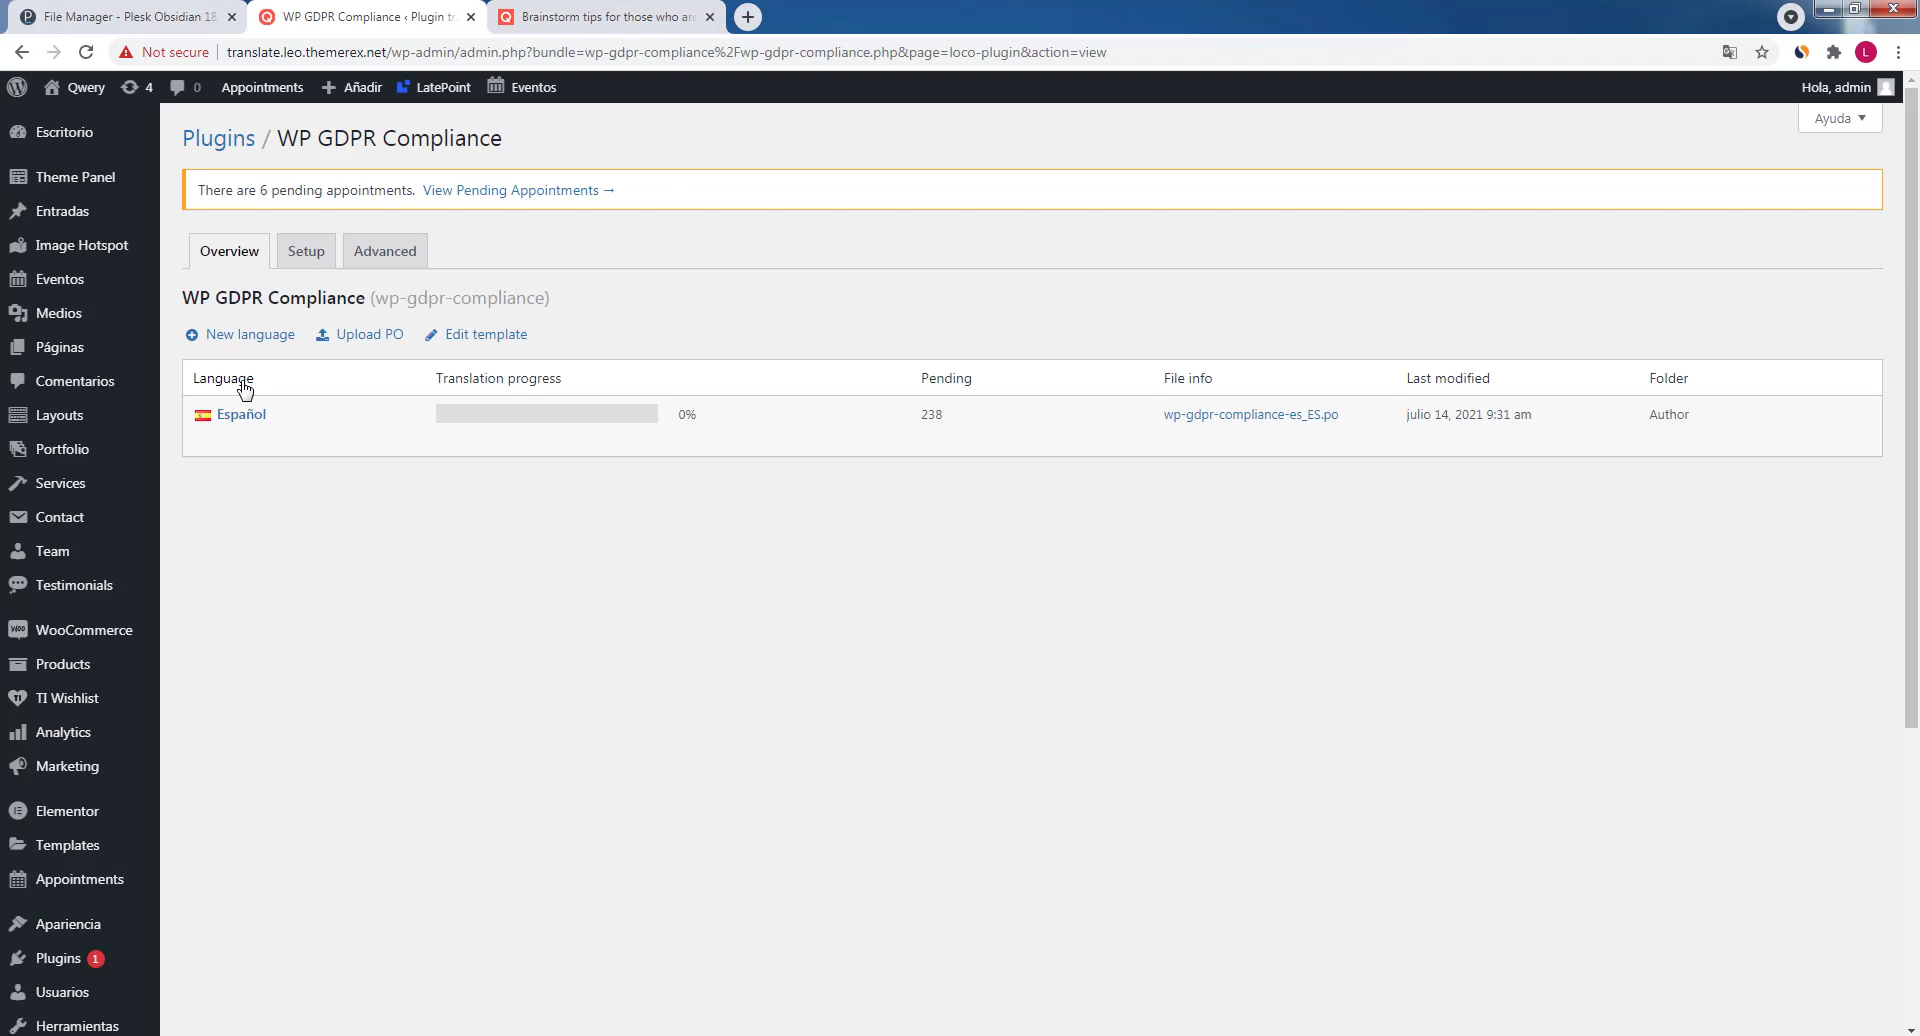 File Manager - Plesk Obsidian 18
WP GDPR Compliance ‹ Plugin tr
Brainstorm tips for those who are
Not secure
translate.leo.themerex.net/wp-admin/admin.php?bundle=wp-gdpr-compliance%2Fwp-gdpr-compliance.php&page=loco-plugin&action=view
L
Qwery
4
0
Appointments
Añadir
LatePoint
Eventos
Hola, admin
Escritorio
Theme Panel
Entradas
Image Hotspot
Eventos
Medios
Páginas
Comentarios
Layouts
Portfolio
Services
Contact
Team
Testimonials
WooCommerce
Products
TI Wishlist
Analytics
Marketing
Elementor
Templates
Appointments
Apariencia
Plugins 1
Usuarios
Herramientas
Ayuda
Plugins / WP GDPR Compliance
There are 6 pending appointments. View Pending Appointments →
Overview
Setup
Advanced
WP GDPR Compliance (wp-gdpr-compliance)
New language
Upload PO
Edit template
Language Translation progress Pending File info Last modified Folder
Español 0% 238 wp-gdpr-compliance-es_ES.po julio 14, 2021 9:31 am Author